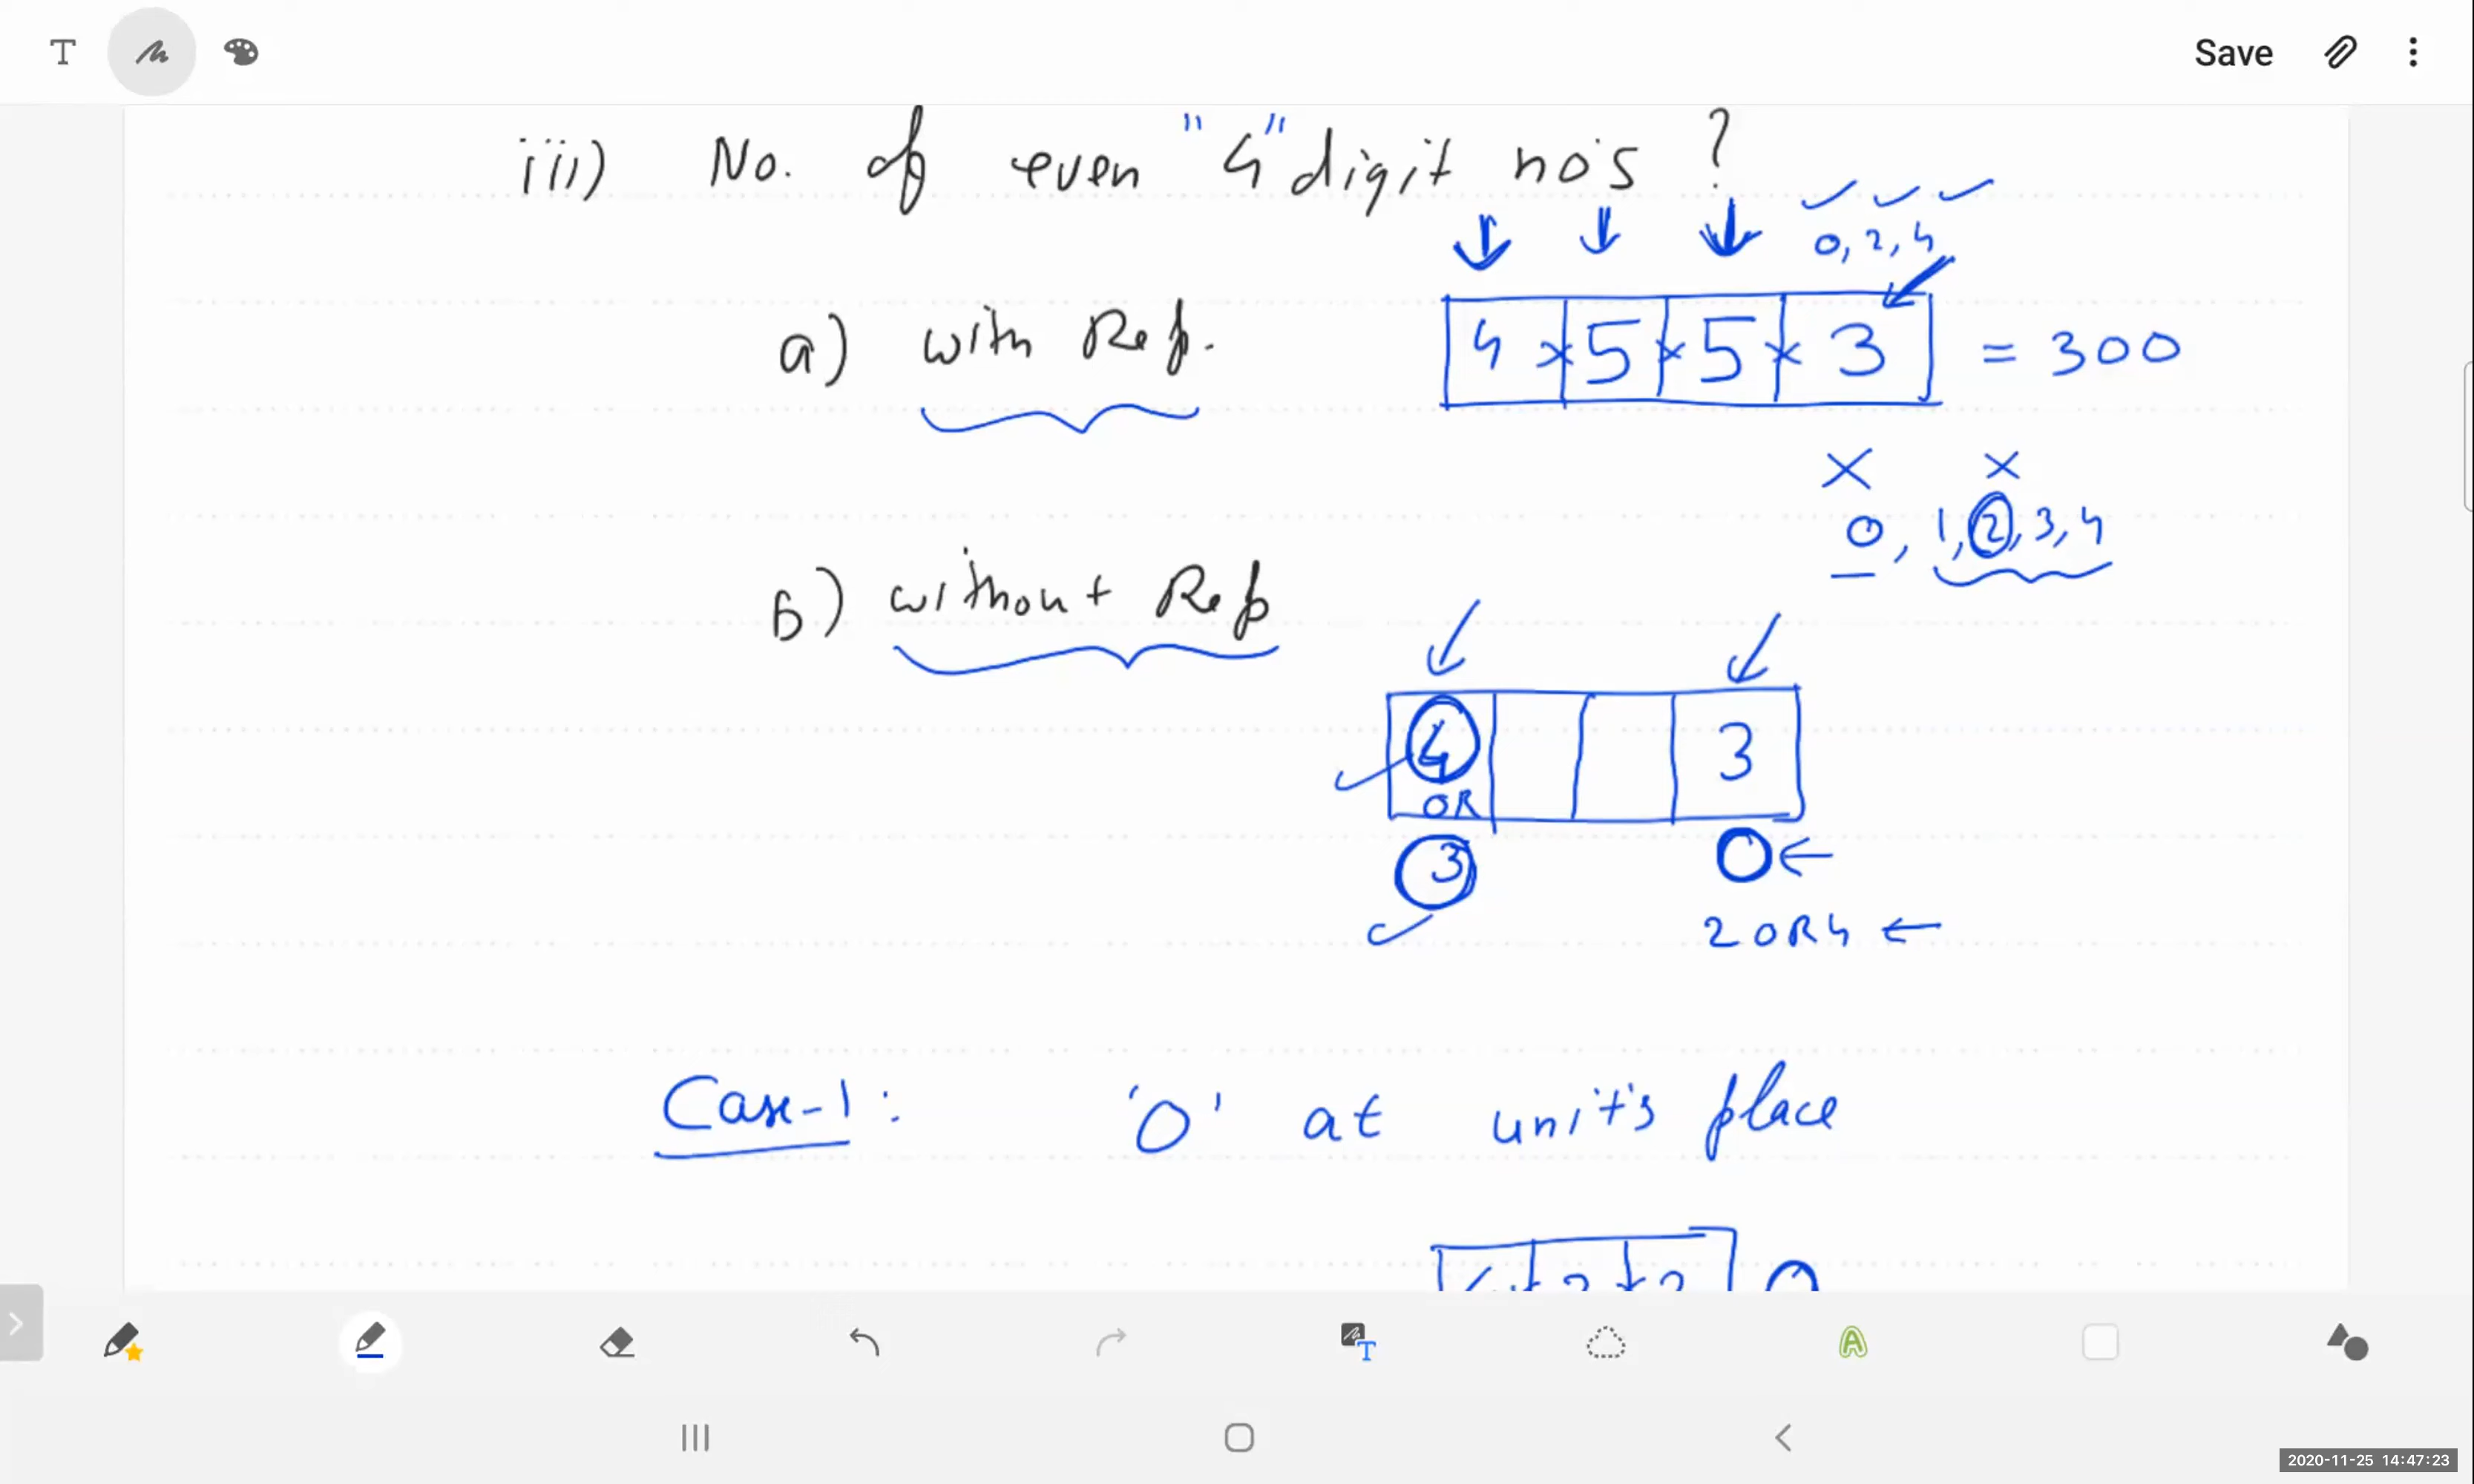 T Save
iii) No. of even "4" digit no's ?
0, 2, 4
a) with Rep. 4 × 5 × 5 × 3 = 300
0, 1, 2, 3, 4
b) without Rep
4 3
OR
3 0
2 OR 4
Case-1 : '0' at unit's place
T
A
2020-11-25 14:47:23